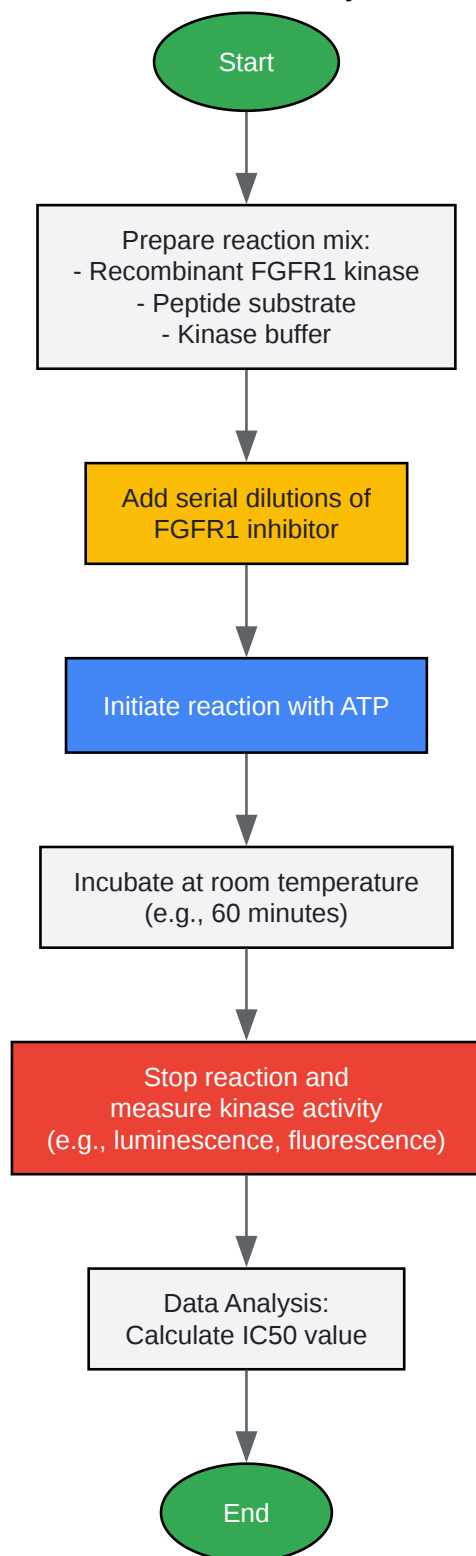 Start
Prepare reaction mix:
- Recombinant FGFR1 kinase
- Peptide substrate
- Kinase buffer
Add serial dilutions of
FGFR1 inhibitor
Initiate reaction with ATP
Incubate at room temperature
(e.g., 60 minutes)
Stop reaction and
measure kinase activity
(e.g., luminescence, fluorescence)
Data Analysis:
Calculate IC50 value
End